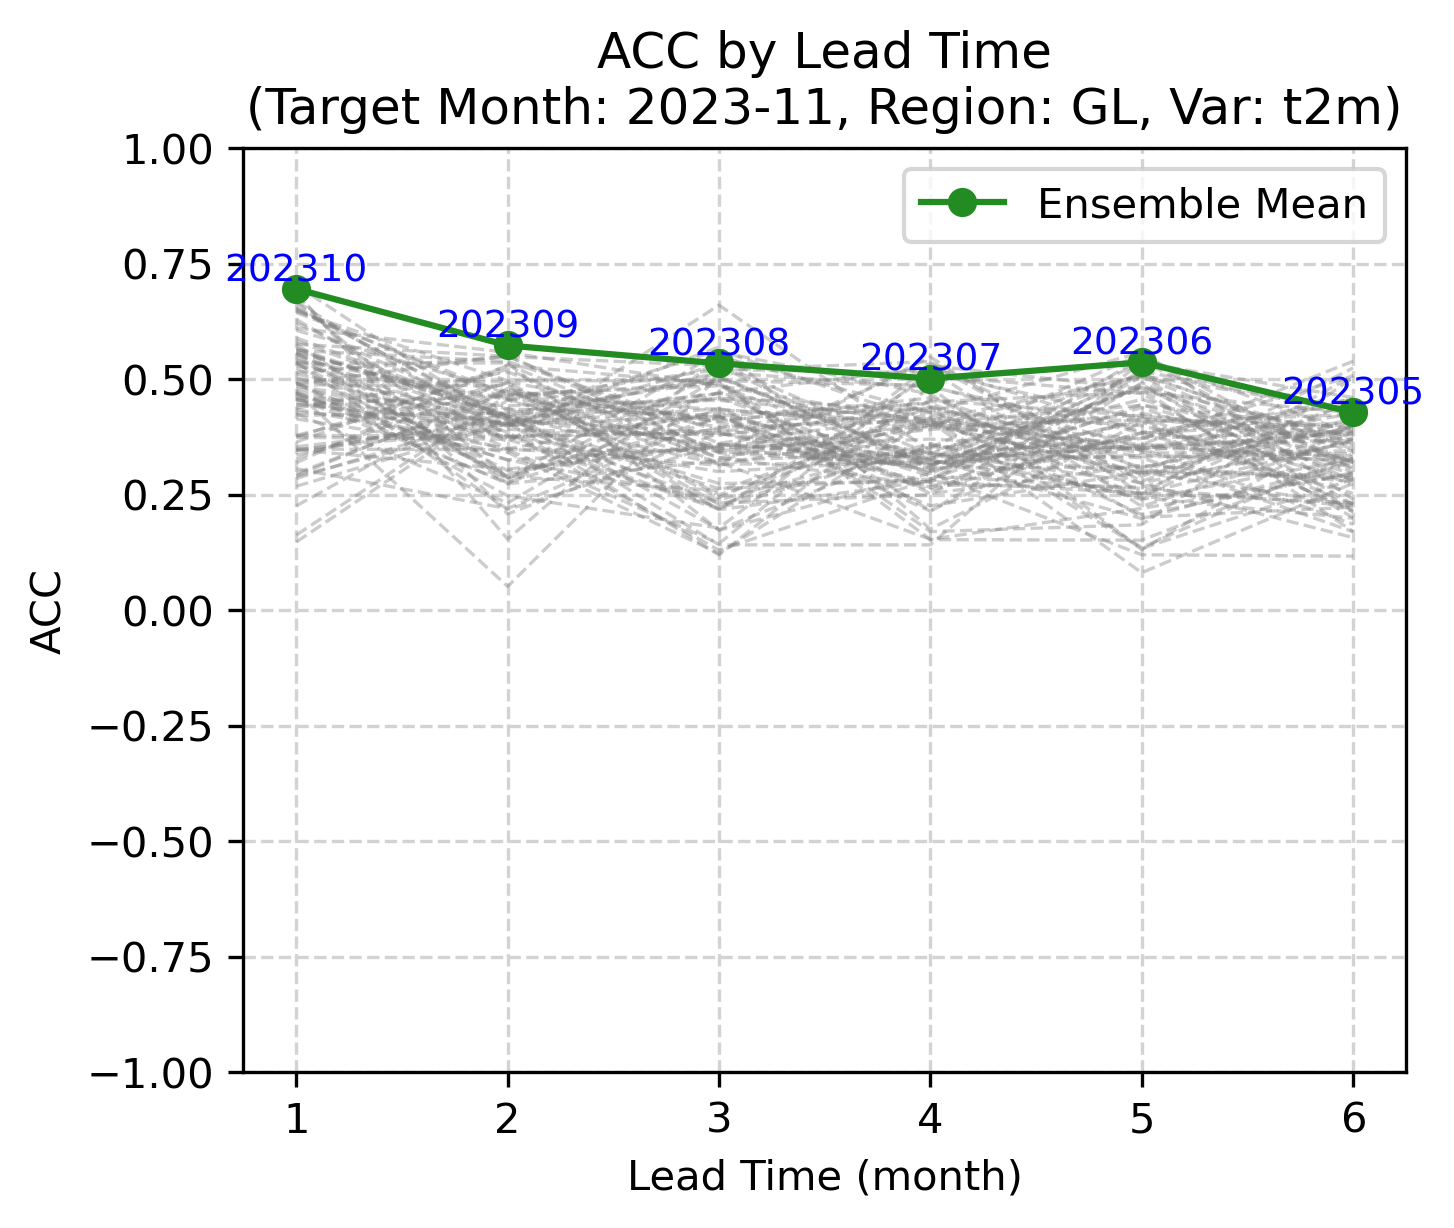 ACC by Lead Time
(Target Month: 2023-11, Region: GL, Var: t2m)
Ensemble Mean
1.00
0.75
0.50
0.25
0.00
−0.25
−0.50
−0.75
−1.00
ACC
202310
202309
202308
202307
202306
202305
1 2 3 4 5 6
Lead Time (month)